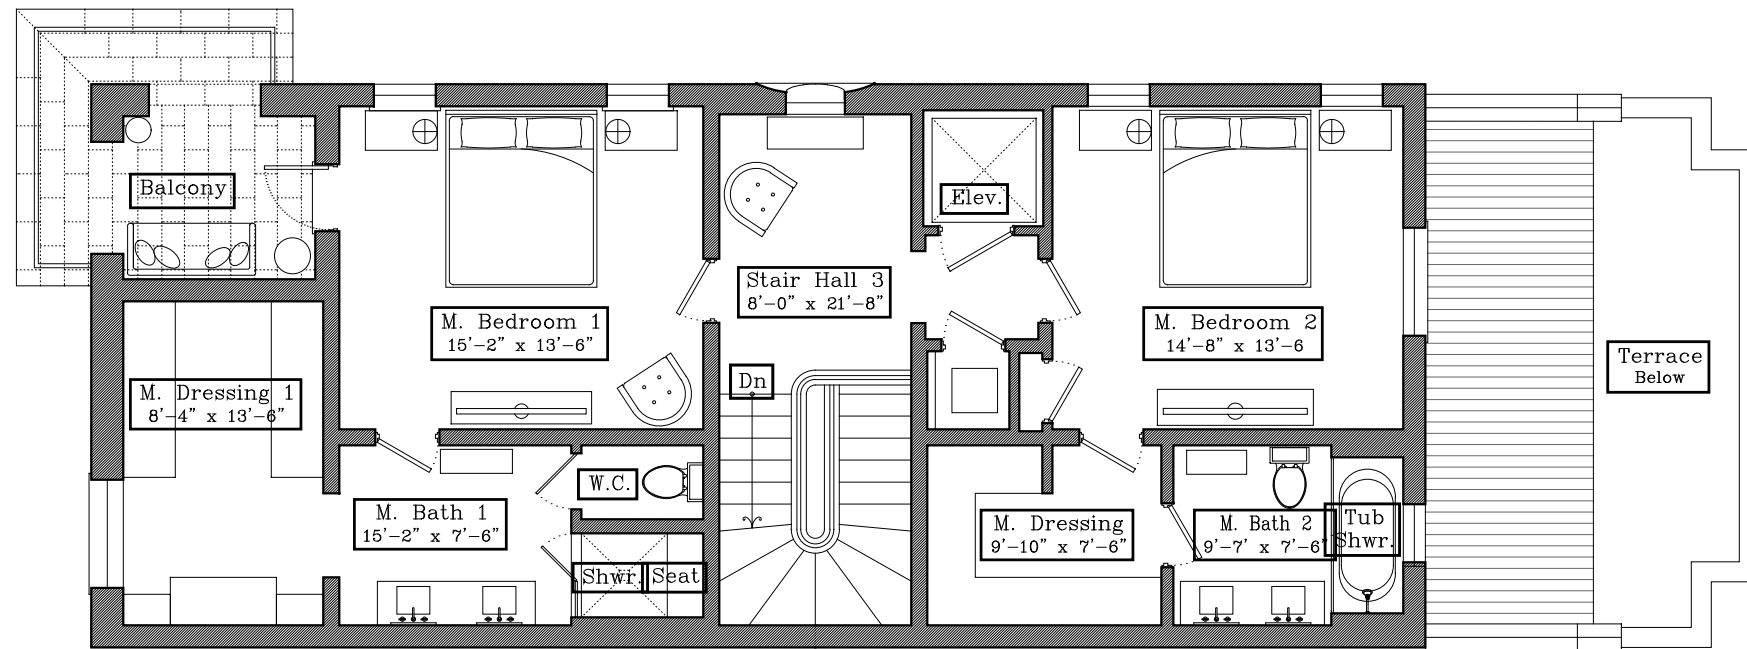 Balcony
Elev.
Stair Hall 3
8'-0" x 21'-8"
M. Bedroom 1
15'-2" x 13'-6"
M. Bedroom 2
14'-8" x 13'-6
Terrace
Below
M. Dressing 1
8'-4" x 13'-6"
Dn
W.C.
M. Bath 1
15'-2" x 7'-6"
M. Dressing
9'-10" x 7'-6"
M. Bath 2
9'-7' x 7'-6"
Tub
Shwr.
Shwr.
Seat